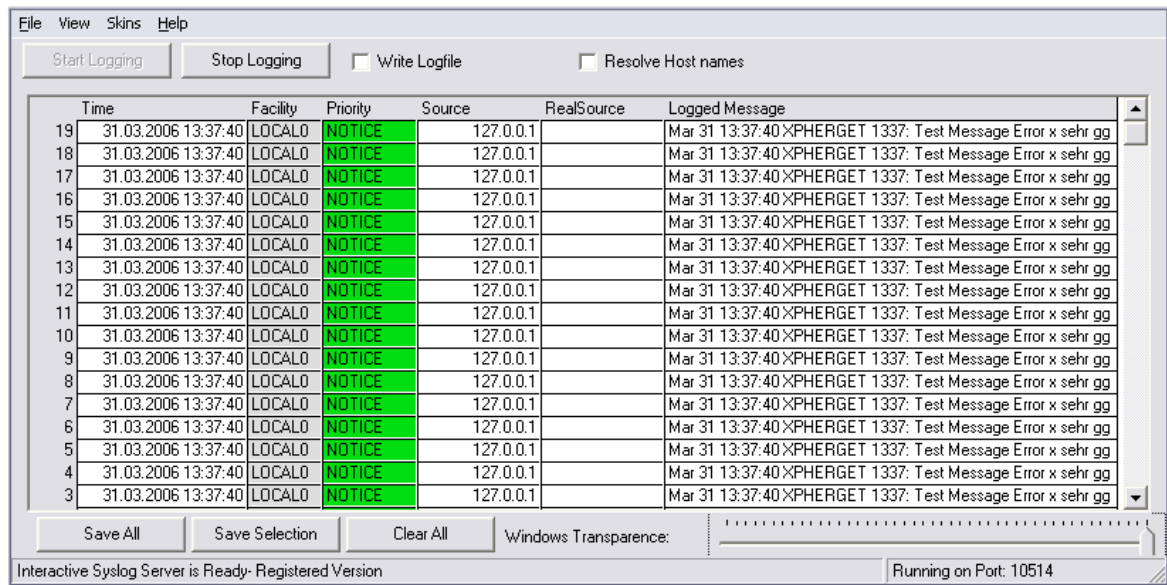 File View Skins Help
Start Logging Stop Logging Write Logfile Resolve Host names
Time Facility Priority Source RealSource Logged Message
19 31.03.2006 13:37:40 LOCAL0 NOTICE 127.0.0.1 Mar 31 13:37:40 XPHERGET 1337: Test Message Error x sehr gg
18 31.03.2006 13:37:40 LOCAL0 NOTICE 127.0.0.1 Mar 31 13:37:40 XPHERGET 1337: Test Message Error x sehr gg
17 31.03.2006 13:37:40 LOCAL0 NOTICE 127.0.0.1 Mar 31 13:37:40 XPHERGET 1337: Test Message Error x sehr gg
16 31.03.2006 13:37:40 LOCAL0 NOTICE 127.0.0.1 Mar 31 13:37:40 XPHERGET 1337: Test Message Error x sehr gg
15 31.03.2006 13:37:40 LOCAL0 NOTICE 127.0.0.1 Mar 31 13:37:40 XPHERGET 1337: Test Message Error x sehr gg
14 31.03.2006 13:37:40 LOCAL0 NOTICE 127.0.0.1 Mar 31 13:37:40 XPHERGET 1337: Test Message Error x sehr gg
13 31.03.2006 13:37:40 LOCAL0 NOTICE 127.0.0.1 Mar 31 13:37:40 XPHERGET 1337: Test Message Error x sehr gg
12 31.03.2006 13:37:40 LOCAL0 NOTICE 127.0.0.1 Mar 31 13:37:40 XPHERGET 1337: Test Message Error x sehr gg
11 31.03.2006 13:37:40 LOCAL0 NOTICE 127.0.0.1 Mar 31 13:37:40 XPHERGET 1337: Test Message Error x sehr gg
10 31.03.2006 13:37:40 LOCAL0 NOTICE 127.0.0.1 Mar 31 13:37:40 XPHERGET 1337: Test Message Error x sehr gg
9 31.03.2006 13:37:40 LOCAL0 NOTICE 127.0.0.1 Mar 31 13:37:40 XPHERGET 1337: Test Message Error x sehr gg
8 31.03.2006 13:37:40 LOCAL0 NOTICE 127.0.0.1 Mar 31 13:37:40 XPHERGET 1337: Test Message Error x sehr gg
7 31.03.2006 13:37:40 LOCAL0 NOTICE 127.0.0.1 Mar 31 13:37:40 XPHERGET 1337: Test Message Error x sehr gg
6 31.03.2006 13:37:40 LOCAL0 NOTICE 127.0.0.1 Mar 31 13:37:40 XPHERGET 1337: Test Message Error x sehr gg
5 31.03.2006 13:37:40 LOCAL0 NOTICE 127.0.0.1 Mar 31 13:37:40 XPHERGET 1337: Test Message Error x sehr gg
4 31.03.2006 13:37:40 LOCAL0 NOTICE 127.0.0.1 Mar 31 13:37:40 XPHERGET 1337: Test Message Error x sehr gg
3 31.03.2006 13:37:40 LOCAL0 NOTICE 127.0.0.1 Mar 31 13:37:40 XPHERGET 1337: Test Message Error x sehr gg
Save All Save Selection Clear All Windows Transparence:
Interactive Syslog Server is Ready- Registered Version Running on Port: 10514